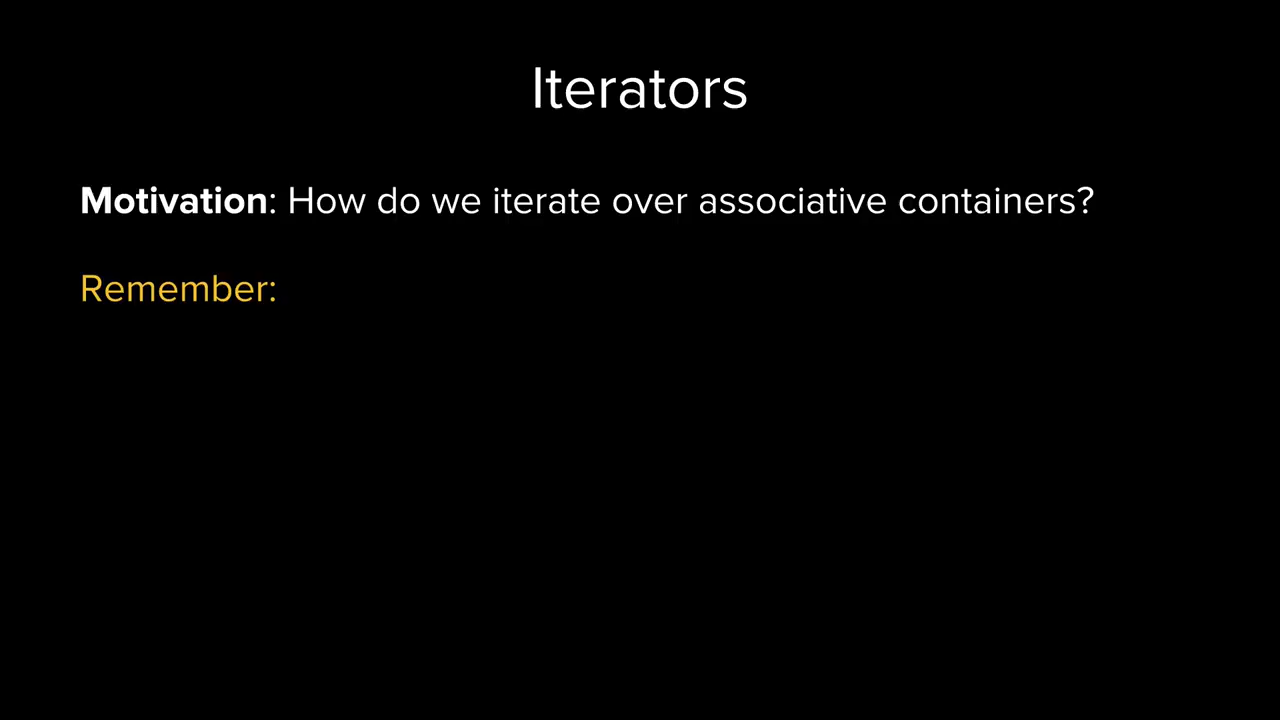 Iterators
Motivation: How do we iterate over associative containers?
Remember: